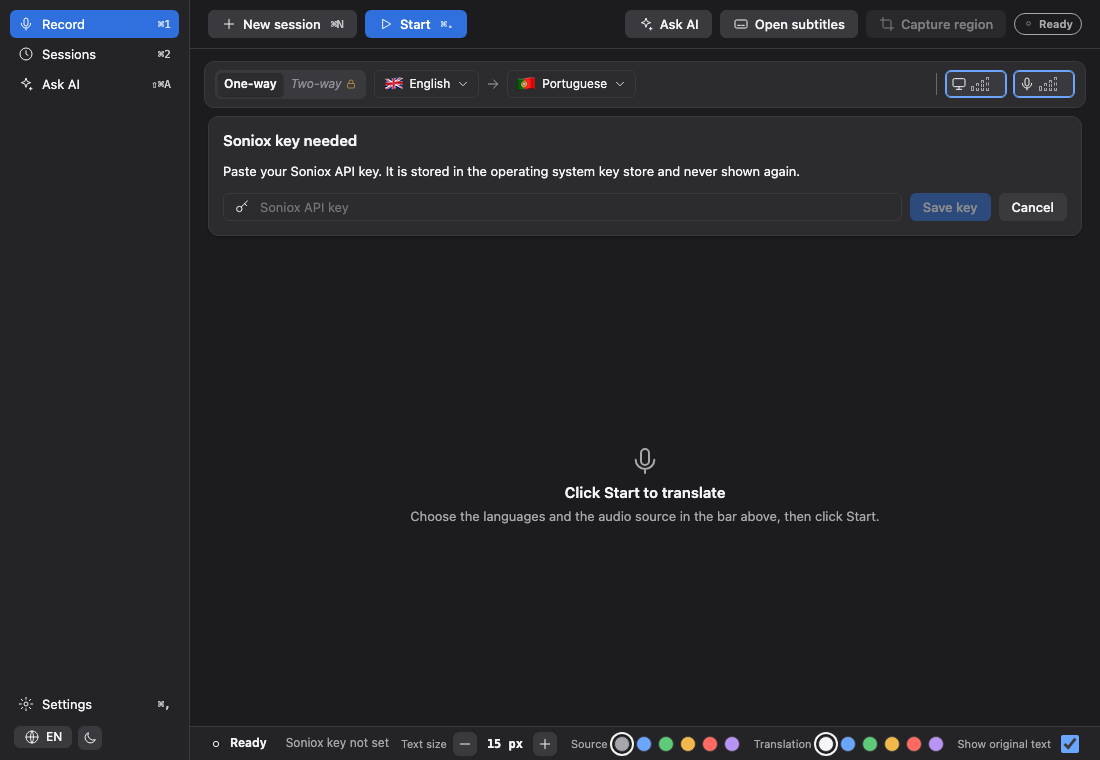 Record ⌘1
Sessions ⌘2
Ask AI ⇧⌘A
Settings ⌘,
EN
New session ⌘N
Start ⌘.
Ask AI
Open subtitles
Capture region
Ready
One-way
Two-way
English
Portuguese
Soniox key needed
Paste your Soniox API key. It is stored in the operating system key store and never shown again.
Soniox API key
Save key
Cancel
Click Start to translate
Choose the languages and the audio source in the bar above, then click Start.
Ready
Soniox key not set
Text size
15 px
Source
Translation
Show original text